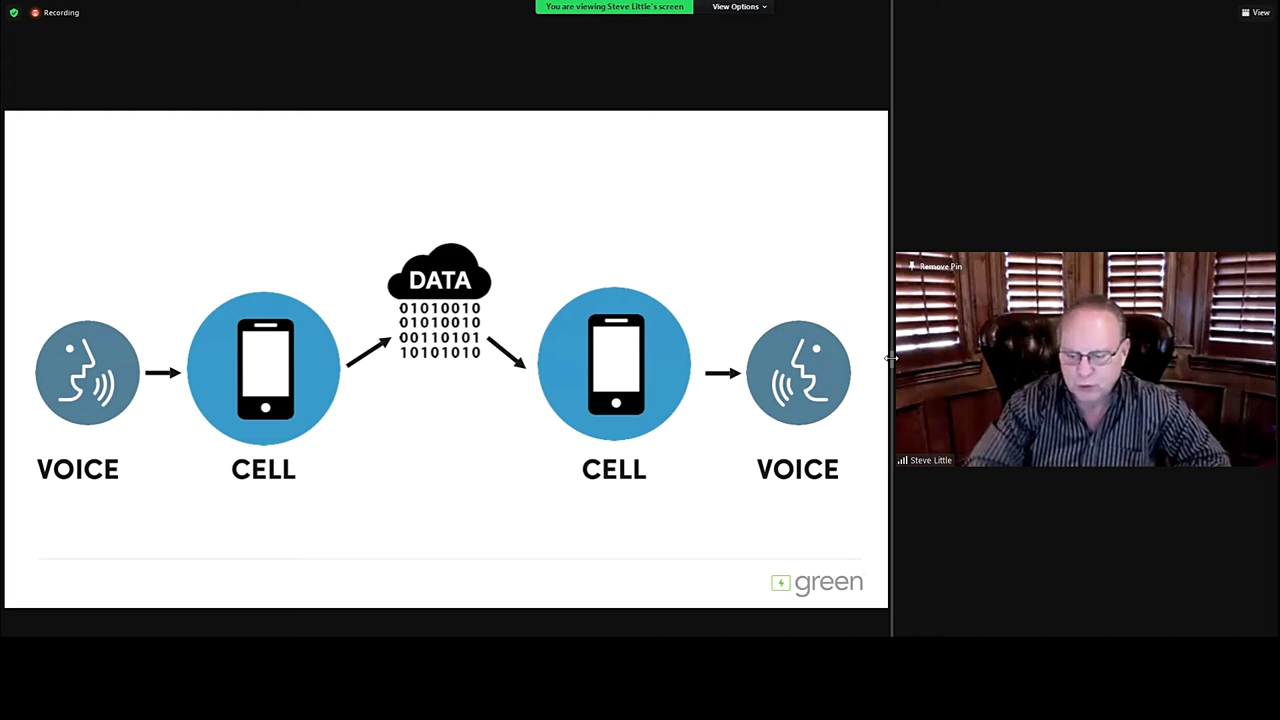 Recording
You are viewing Steve Little's screen
View Options
View
DATA
01010010
01010010
00110101
10101010
VOICE
CELL
CELL
VOICE
green
Remove Pin
Steve Little